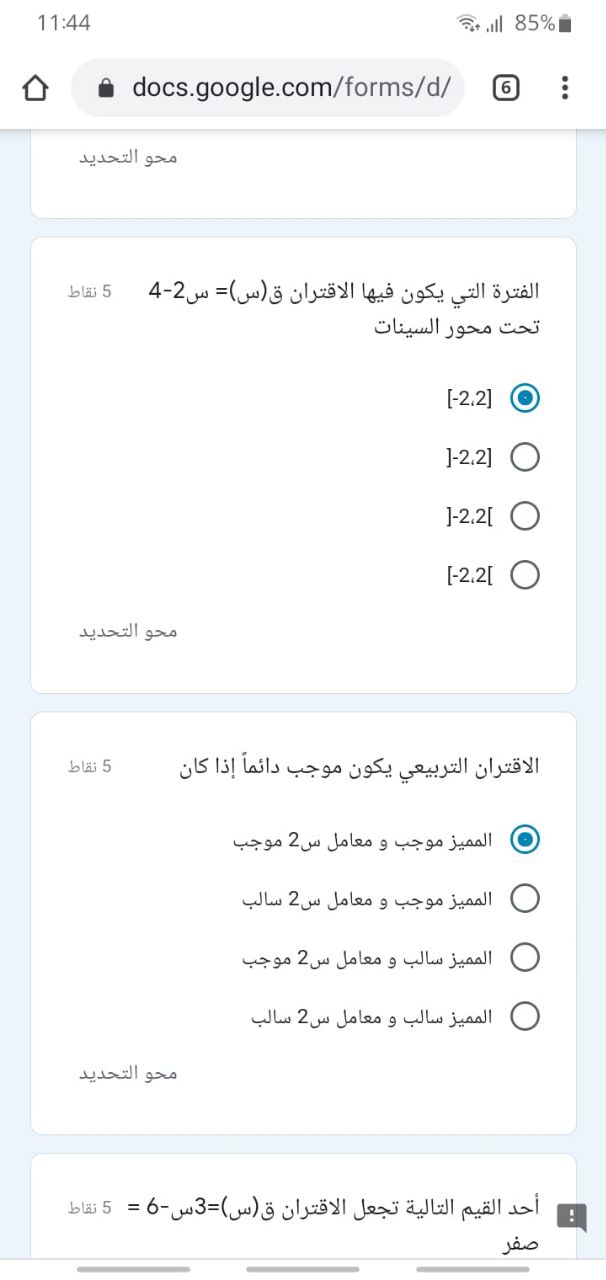 11:44
85%
docs.google.com/forms/d/
6
محو التحديد
الفترة التي يكون فيها الاقتران ق(س)= س2-4
5 نقاط
تحت محور السينات
[-2،2]
]-2،2]
]-2،2[
[-2،2[
محو التحديد
الاقتران التربيعي يكون موجب دائماً إذا كان
5 نقاط
المميز موجب و معامل س2 موجب
المميز موجب و معامل س2 سالب
المميز سالب و معامل س2 موجب
المميز سالب و معامل س2 سالب
محو التحديد
أحد القيم التالية تجعل الاقتران ق(س)=3س-6 =
5 نقاط
صفر